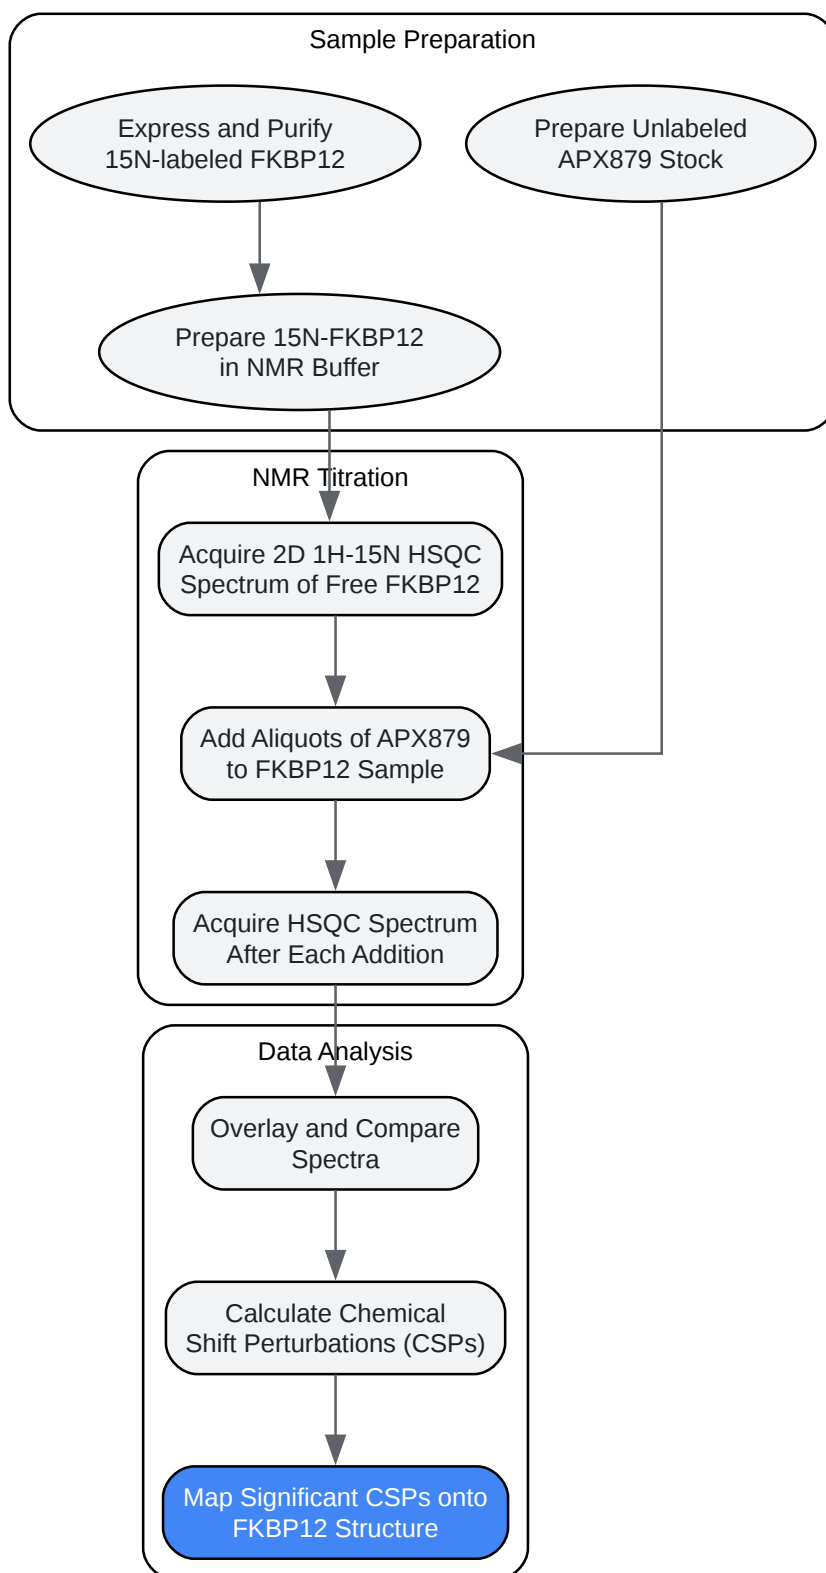 Sample Preparation
Express and Purify
15N-labeled FKBP12
Prepare Unlabeled
APX879 Stock
Prepare 15N-FKBP12
in NMR Buffer
NMR Titration
Acquire 2D 1H-15N HSQC
Spectrum of Free FKBP12
Add Aliquots of APX879
to FKBP12 Sample
Acquire HSQC Spectrum
After Each Addition
Data Analysis
Overlay and Compare
Spectra
Calculate Chemical
Shift Perturbations (CSPs)
Map Significant CSPs onto
FKBP12 Structure